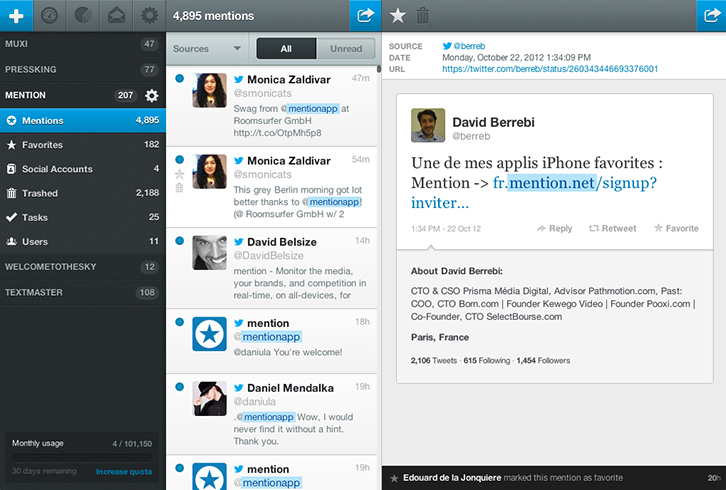 MUXI 47
PRESSKING 77
MENTION 207
Mentions 4,895
Favorites 182
Social Accounts 4
Trashed 2,188
Tasks 25
Users 11
WELCOMETOTHESKY 12
TEXTMASTER 108
Monthly usage 4 / 101,150
30 days remaining Increase quota
4,895 mentions
Sources All Unread
Monica Zaldivar 47m
@smonicats
Swag from @mentionapp at
Roomsurfer GmbH
http://t.co/OtpMh5p8
Monica Zaldivar 54m
@smonicats
This grey Berlin morning got lot
better thanks to @mentionapp!
(@ Roomsurfer GmbH w/ 2
David Belsize 14h
@DavidBelsize
mention - Monitor the media,
your brands, and competition in
real-time, on all-devices, for
mention 18h
@mentionapp
@daniula You're welcome!
Daniel Mendalka 19h
@daniula
.@mentionapp Wow, I would
never find it without a hint.
Thank you.
mention 19h
@mentionapp
SOURCE @berreb
DATE Monday, October 22, 2012 1:34:09 PM
URL https://twitter.com/berreb/status/260343446693376001
David Berrebi
@berreb
Une de mes applis iPhone favorites :
Mention -> fr.mention.net/signup?
inviter...
1:34 PM - 22 Oct 12 Reply Retweet Favorite
About David Berrebi:
CTO & CSO Prisma Média Digital, Advisor Pathmotion.com, Past:
COO, CTO Born.com | Founder Kewego Video | Founder Pooxi.com |
Co-Founder, CTO SelectBourse.com
Paris, France
2,106 Tweets · 615 Following · 1,454 Followers
Edouard de la Jonquiere marked this mention as favorite 20h